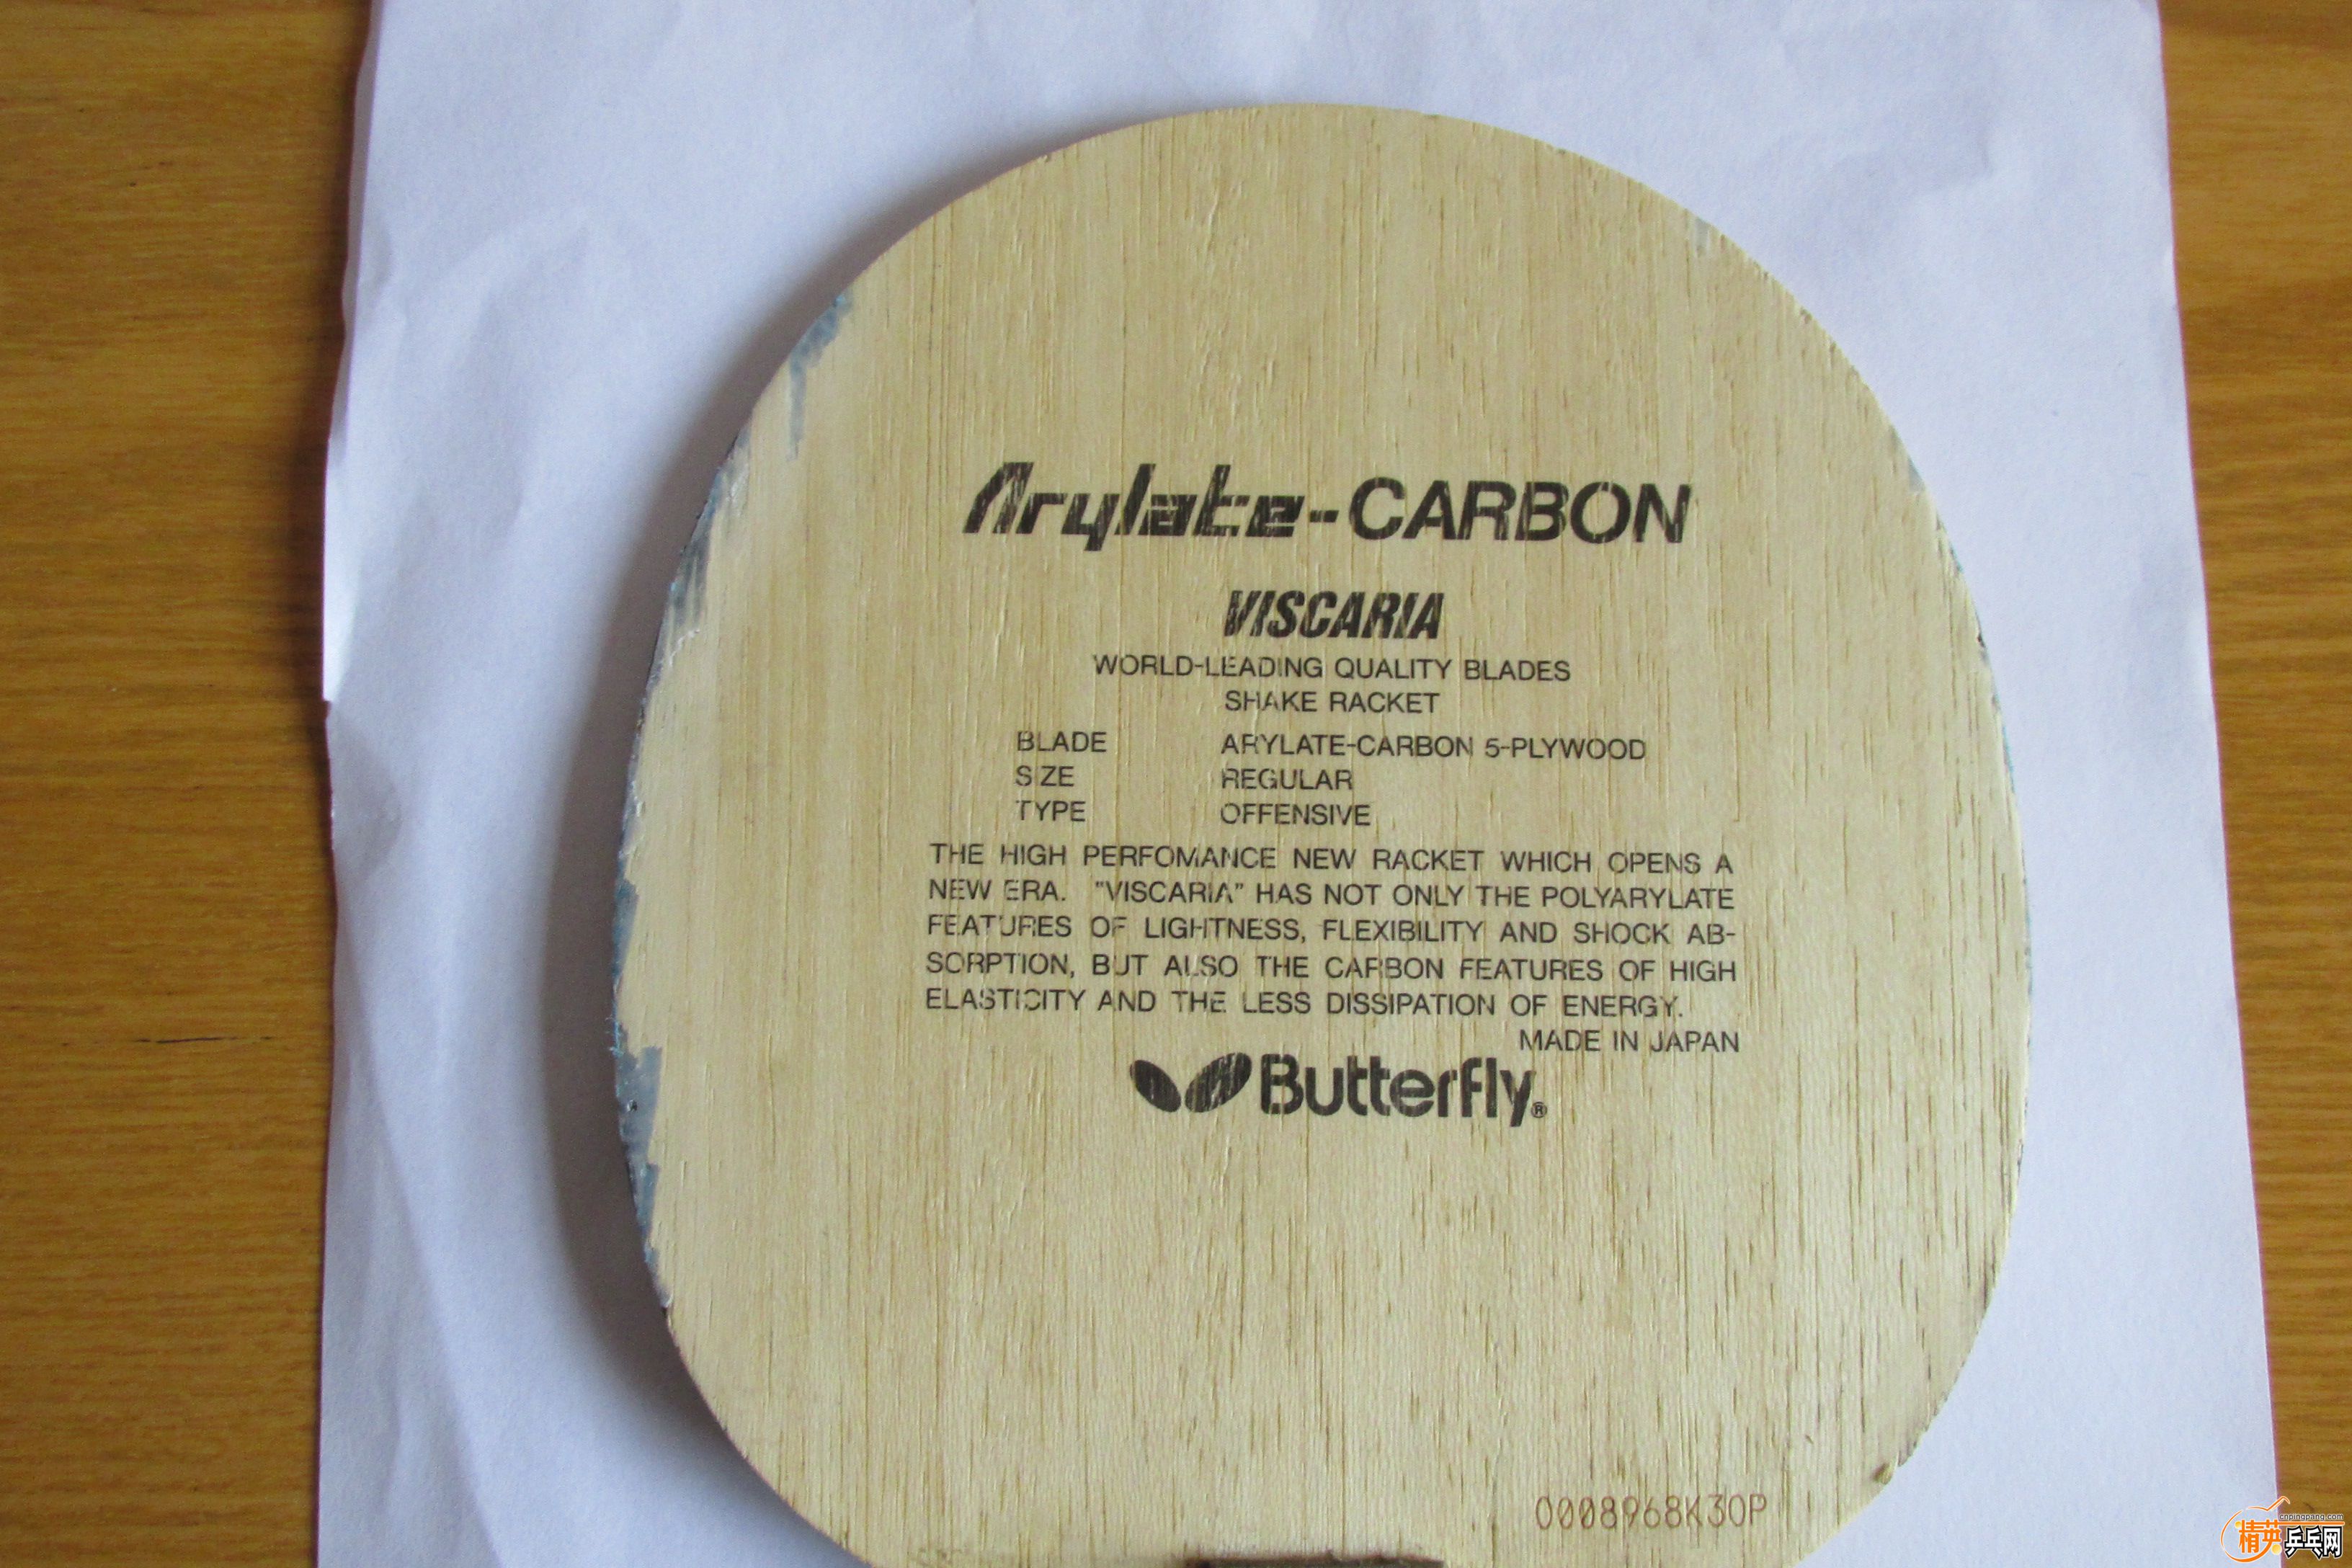 Arylate-CARBON
VISCARIA
WORLD-LEADING QUALITY BLADES
SHAKE RACKET
BLADE ARYLATE-CARBON 5-PLYWOOD
SIZE REGULAR
TYPE OFFENSIVE
THE HIGH PERFOMANCE NEW RACKET WHICH OPENS A
NEW ERA. "VISCARIA" HAS NOT ONLY THE POLYARYLATE
FEATURES OF LIGHTNESS, FLEXIBILITY AND SHOCK AB-
SORPTION, BUT ALSO THE CARBON FEATURES OF HIGH
ELASTICITY AND THE LESS DISSIPATION OF ENERGY.
MADE IN JAPAN
Butterfly®
0008968K30P
cnpingpang.com
精英乒乓网